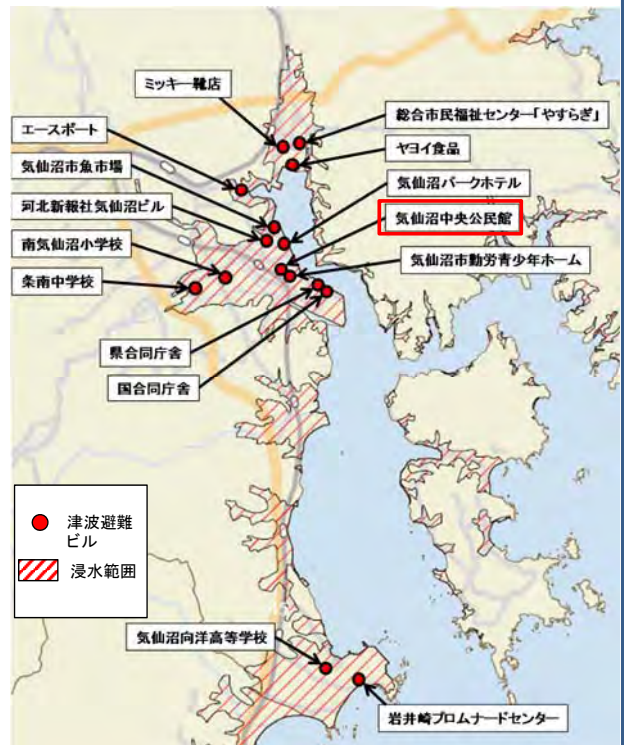 ミッキー靴店
エースポート
気仙沼市魚市場
河北新報社気仙沼ビル
南気仙沼小学校
条南中学校
総合市民福祉センター「やすらぎ」
ヤヨイ食品
気仙沼パークホテル
気仙沼中央公民館
気仙沼市勤労青少年ホーム
県合同庁舎
国合同庁舎
津波避難
ビル
浸水範囲
気仙沼向洋高等学校
岩井崎プロムナードセンター